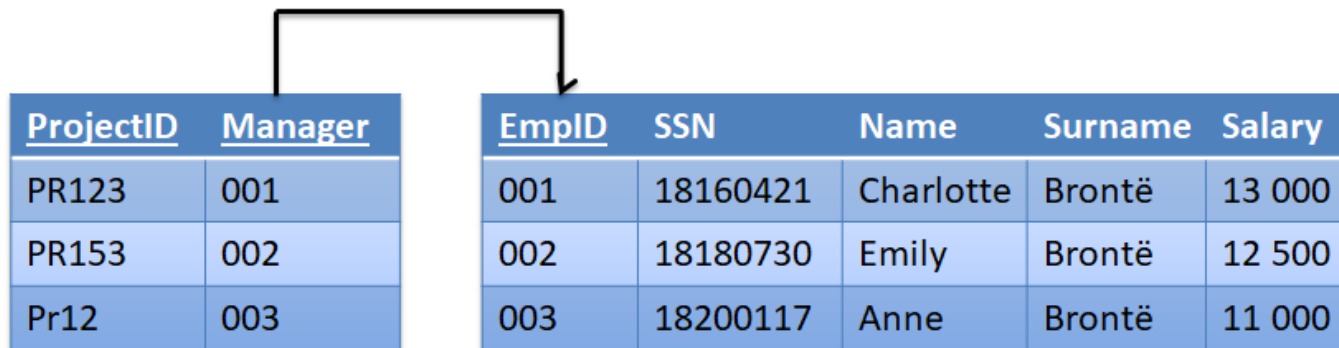 ProjectID Manager
PR123 001
PR153 002
Pr12 003
EmpID SSN Name Surname Salary
001 18160421 Charlotte Brontë 13 000
002 18180730 Emily Brontë 12 500
003 18200117 Anne Brontë 11 000